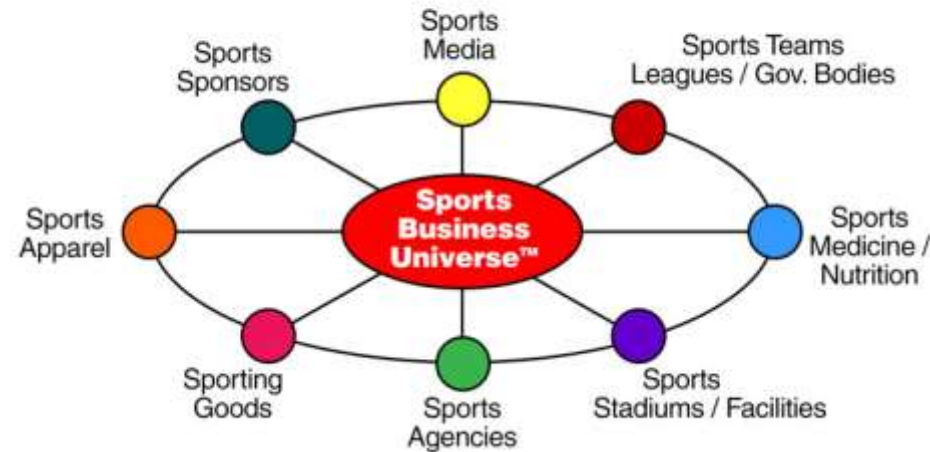 Sports
Media
Sports Teams
Leagues / Gov. Bodies
Sports
Sponsors
Sports
Business
Universe™
Sports
Apparel
Sports
Medicine /
Nutrition
Sporting
Goods
Sports
Agencies
Sports
Stadiums / Facilities